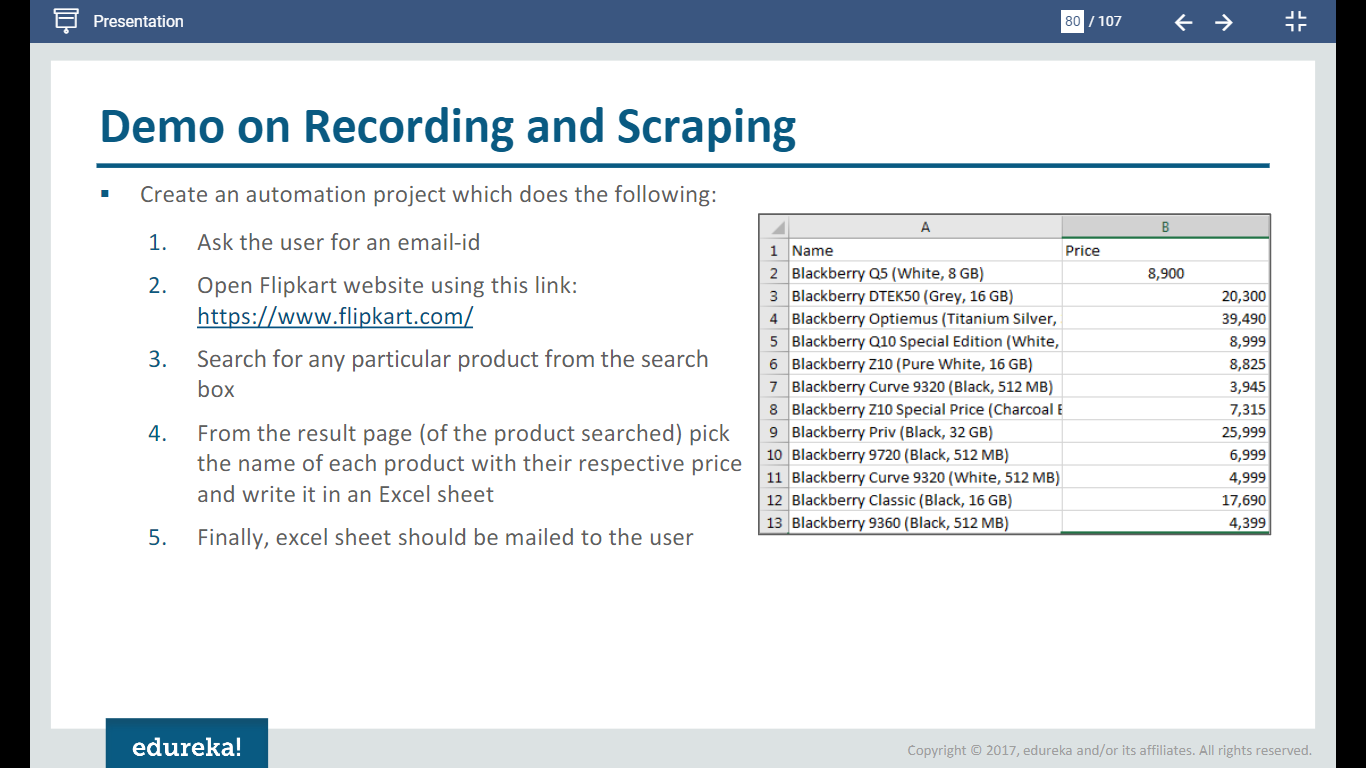 Presentation
80 / 107
Demo on Recording and Scraping
▪ Create an automation project which does the following:
1. Ask the user for an email-id
2. Open Flipkart website using this link:
https://www.flipkart.com/
3. Search for any particular product from the search
box
4. From the result page (of the product searched) pick
the name of each product with their respective price
and write it in an Excel sheet
5. Finally, excel sheet should be mailed to the user
A B
1 Name Price
2 Blackberry Q5 (White, 8 GB) 8,900
3 Blackberry DTEK50 (Grey, 16 GB) 20,300
4 Blackberry Optiemus (Titanium Silver, 39,490
5 Blackberry Q10 Special Edition (White, 8,999
6 Blackberry Z10 (Pure White, 16 GB) 8,825
7 Blackberry Curve 9320 (Black, 512 MB) 3,945
8 Blackberry Z10 Special Price (Charcoal 7,315
9 Blackberry Priv (Black, 32 GB) 25,999
10 Blackberry 9720 (Black, 512 MB) 6,999
11 Blackberry Curve 9320 (White, 512 MB) 4,999
12 Blackberry Classic (Black, 16 GB) 17,690
13 Blackberry 9360 (Black, 512 MB) 4,399
edureka!
Copyright © 2017, edureka and/or its affiliates. All rights reserved.